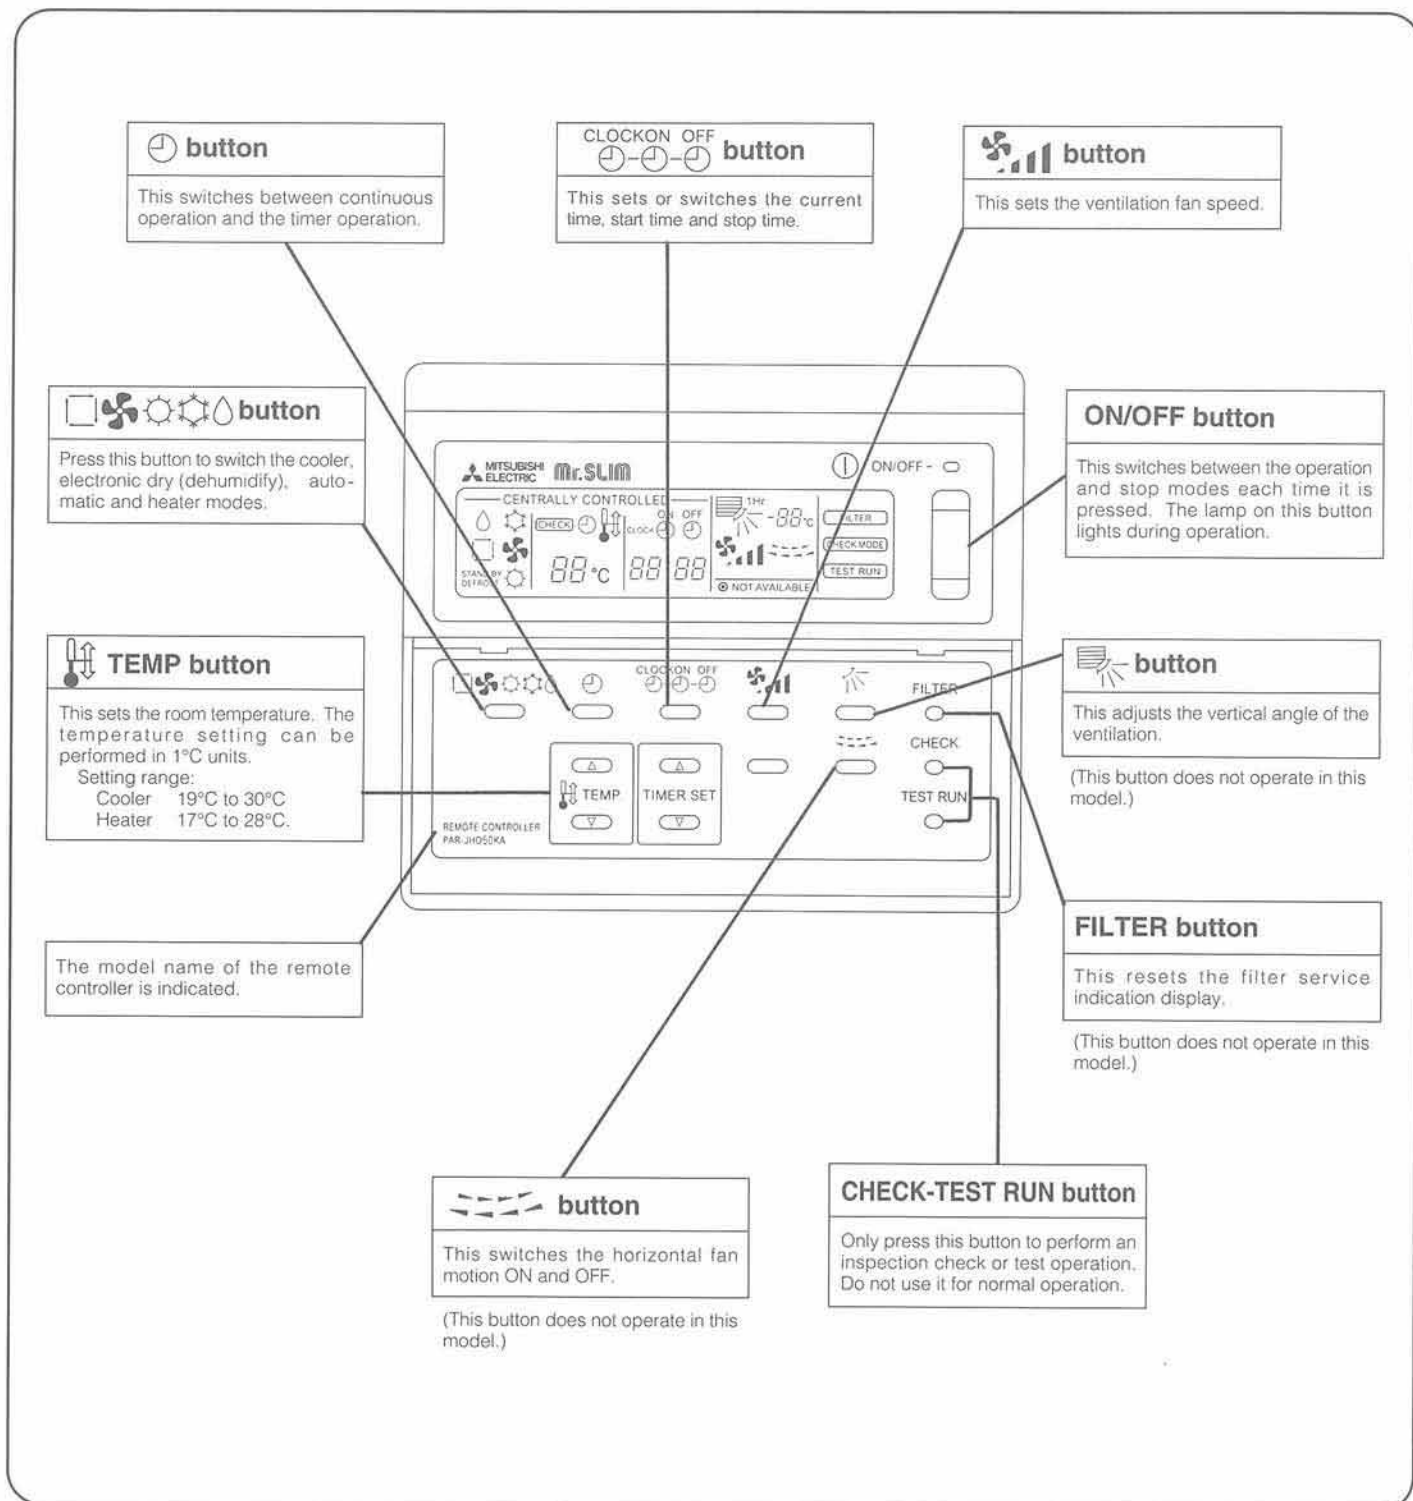 button
This switches between continuous
operation and the timer operation.
CLOCKON OFF
button
This sets or switches the current
time, start time and stop time.
button
This sets the ventilation fan speed.
button
Press this button to switch the cooler,
electronic dry (dehumidify), auto-
matic and heater modes.
ON/OFF button
This switches between the operation
and stop modes each time it is
pressed. The lamp on this button
lights during operation.
MITSUBISHI
ELECTRIC
Mr.SLIM
ON/OFF -
CENTRALLY CONTROLLED
ON OFF
CHECK
CLOCK
1Hr
-88°C
FILTER
CHECK MODE
STAND BY
DEFROST
88°C
88 88
TEST RUN
NOT AVAILABLE
TEMP button
This sets the room temperature. The
temperature setting can be
performed in 1°C units.
Setting range:
Cooler 19°C to 30°C
Heater 17°C to 28°C.
CLOCKON OFF
FILTER
CHECK
TEMP
TIMER SET
TEST RUN
REMOTE CONTROLLER
PAR-JH050KA
button
This adjusts the vertical angle of the
ventilation.
(This button does not operate in this
model.)
The model name of the remote
controller is indicated.
FILTER button
This resets the filter service
indication display.
(This button does not operate in this
model.)
button
This switches the horizontal fan
motion ON and OFF.
(This button does not operate in this
model.)
CHECK-TEST RUN button
Only press this button to perform an
inspection check or test operation.
Do not use it for normal operation.